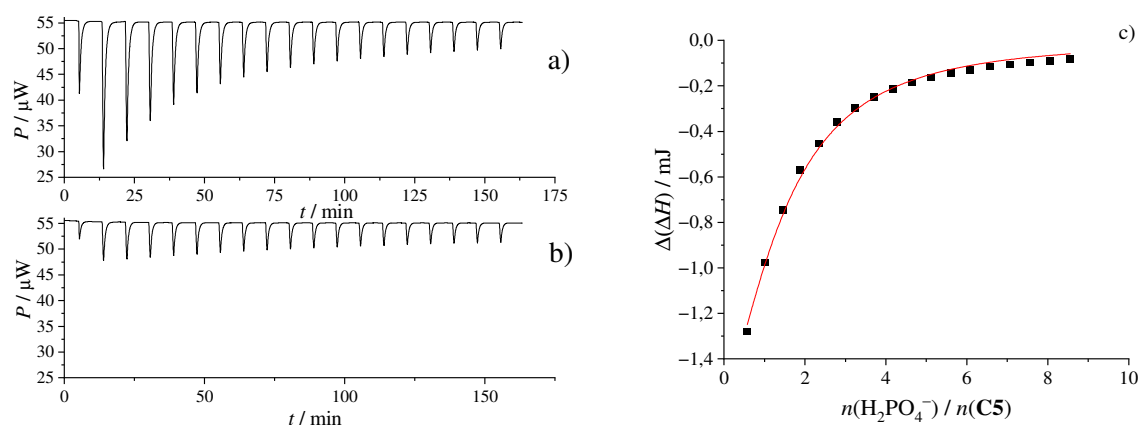 55
50
45
40
35
30
25
P / μW
0 25 50 75 100 125 150 175
t / min
a)
55
45
40
35
30
25
P / μW
0 50 100 150
t / min
b)
c)
0,0
−0,2
−0,4
−0,6
−0,8
−1,0
−1,2
−1,4
Δ(ΔH) / mJ
0 2 4 6 8 10
n(H₂PO₄⁻) / n(C5)